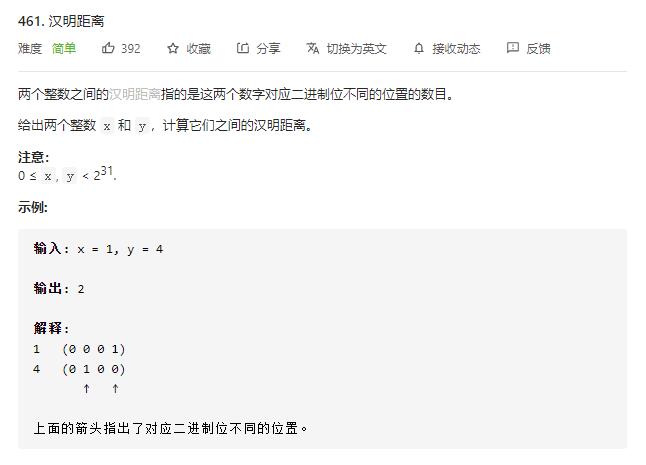 461. 汉明距离
难度 简单 392 收藏 分享 切换为英文 接收动态 反馈
两个整数之间的汉明距离指的是这两个数字对应二进制位不同的位置的数目。
给出两个整数 x 和 y，计算它们之间的汉明距离。
注意：
0 ≤ x, y < 2³¹.
示例:
输入: x = 1, y = 4
输出: 2
解释:
1 (0 0 0 1)
4 (0 1 0 0)
↑ ↑
上面的箭头指出了对应二进制位不同的位置。